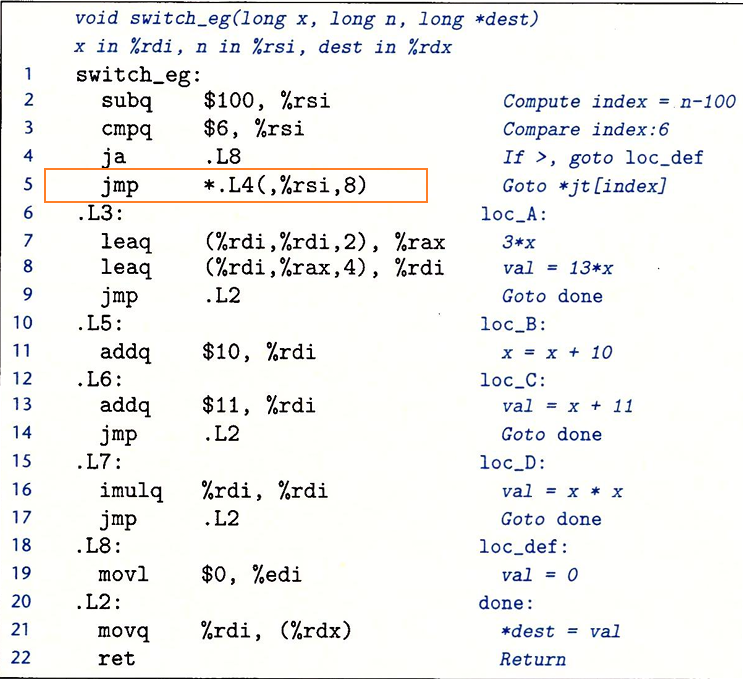 void switch_eg(long x, long n, long *dest)
x in %rdi, n in %rsi, dest in %rdx
1 switch_eg:
2 subq $100, %rsi Compute index = n-100
3 cmpq $6, %rsi Compare index:6
4 ja .L8 If >, goto loc_def
5 jmp *.L4(,%rsi,8) Goto *jt[index]
6 .L3: loc_A:
7 leaq (%rdi,%rdi,2), %rax 3*x
8 leaq (%rdi,%rax,4), %rdi val = 13*x
9 jmp .L2 Goto done
10 .L5: loc_B:
11 addq $10, %rdi x = x + 10
12 .L6: loc_C:
13 addq $11, %rdi val = x + 11
14 jmp .L2 Goto done
15 .L7: loc_D:
16 imulq %rdi, %rdi val = x * x
17 jmp .L2 Goto done
18 .L8: loc_def:
19 movl $0, %edi val = 0
20 .L2: done:
21 movq %rdi, (%rdx) *dest = val
22 ret Return